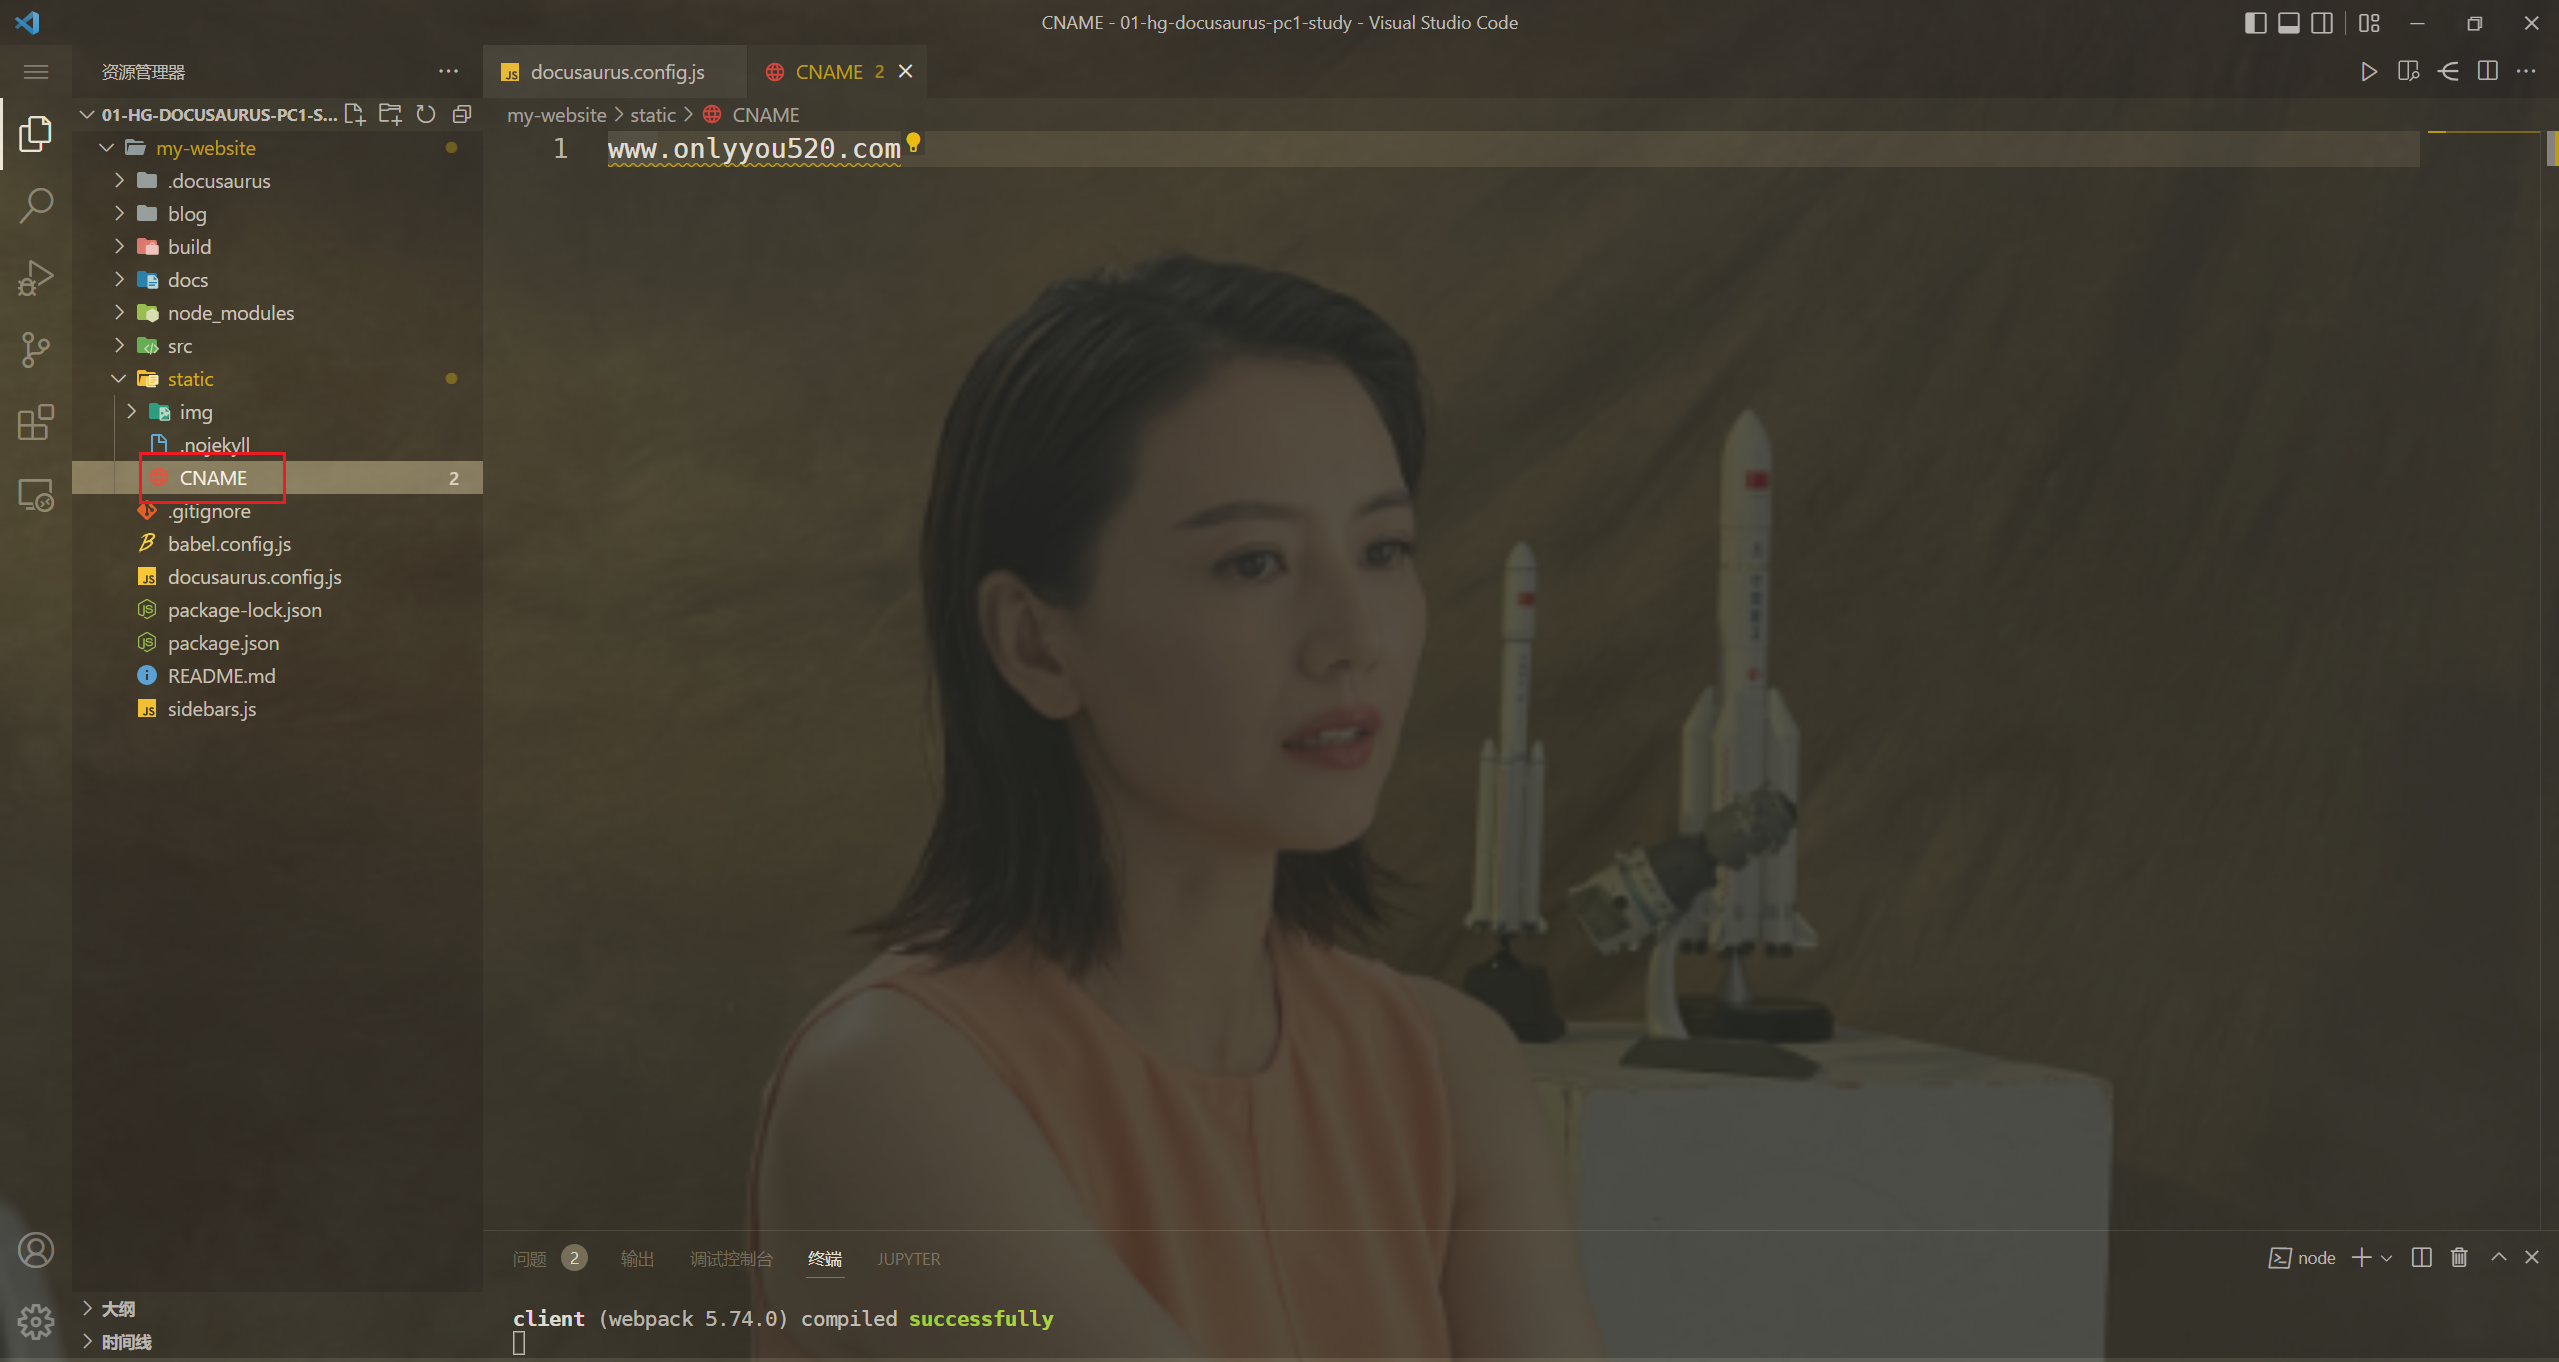 CNAME - 01-hg-docusaurus-pc1-study - Visual Studio Code
资源管理器
docusaurus.config.js
CNAME 2
01-HG-DOCUSAURUS-PC1-S...
my-website > static > CNAME
1 www.onlyyou520.com
my-website
.docusaurus
blog
build
docs
node_modules
src
static
img
.nojekyll
CNAME 2
.gitignore
babel.config.js
docusaurus.config.js
package-lock.json
package.json
README.md
sidebars.js
大纲
时间线
问题 2 输出 调试控制台 终端 JUPYTER
node
client (webpack 5.74.0) compiled successfully